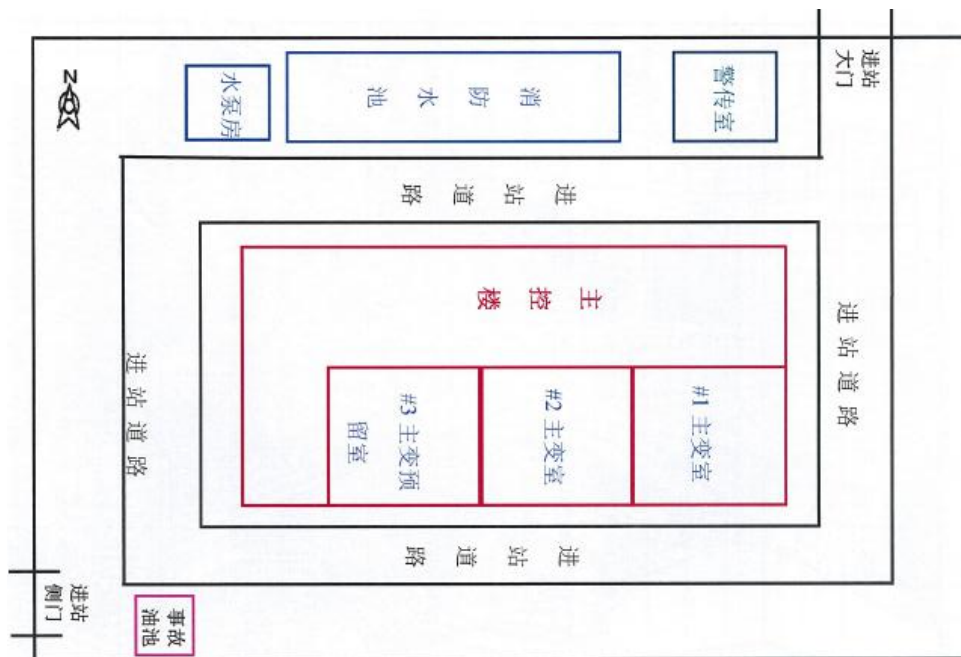 进站
大门
警传室
消防水池
水泵房
N
进站道路
进站道路
主控楼
#1 主变室
#2 主变室
#3 主变预
留室
进站道路
进站道路
进站
侧门
事故
油池